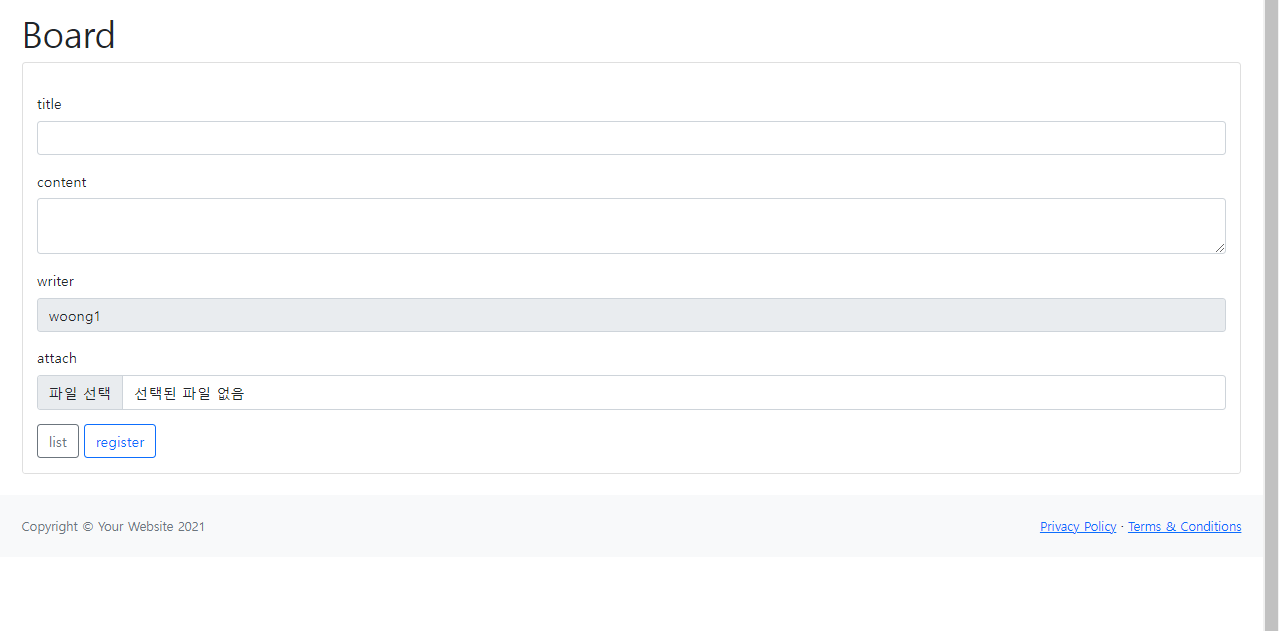 Board
title
content
writer
woong1
attach
파일 선택 선택된 파일 없음
list register
Copyright © Your Website 2021 Privacy Policy · Terms & Conditions